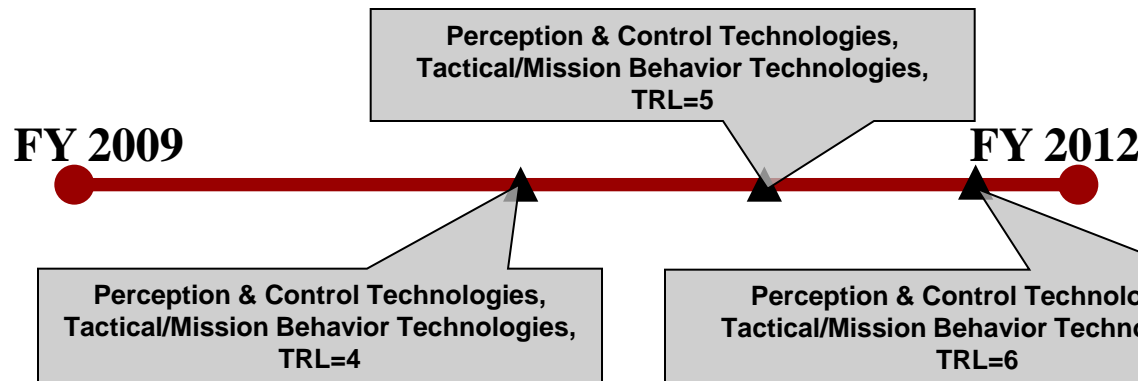 Perception & Control Technologies,
Tactical/Mission Behavior Technologies,
TRL=5
FY 2009
FY 2012
Perception & Control Technologies,
Tactical/Mission Behavior Technologies,
TRL=4
Perception & Control
Tactical/Mission Behavior
TRL=6